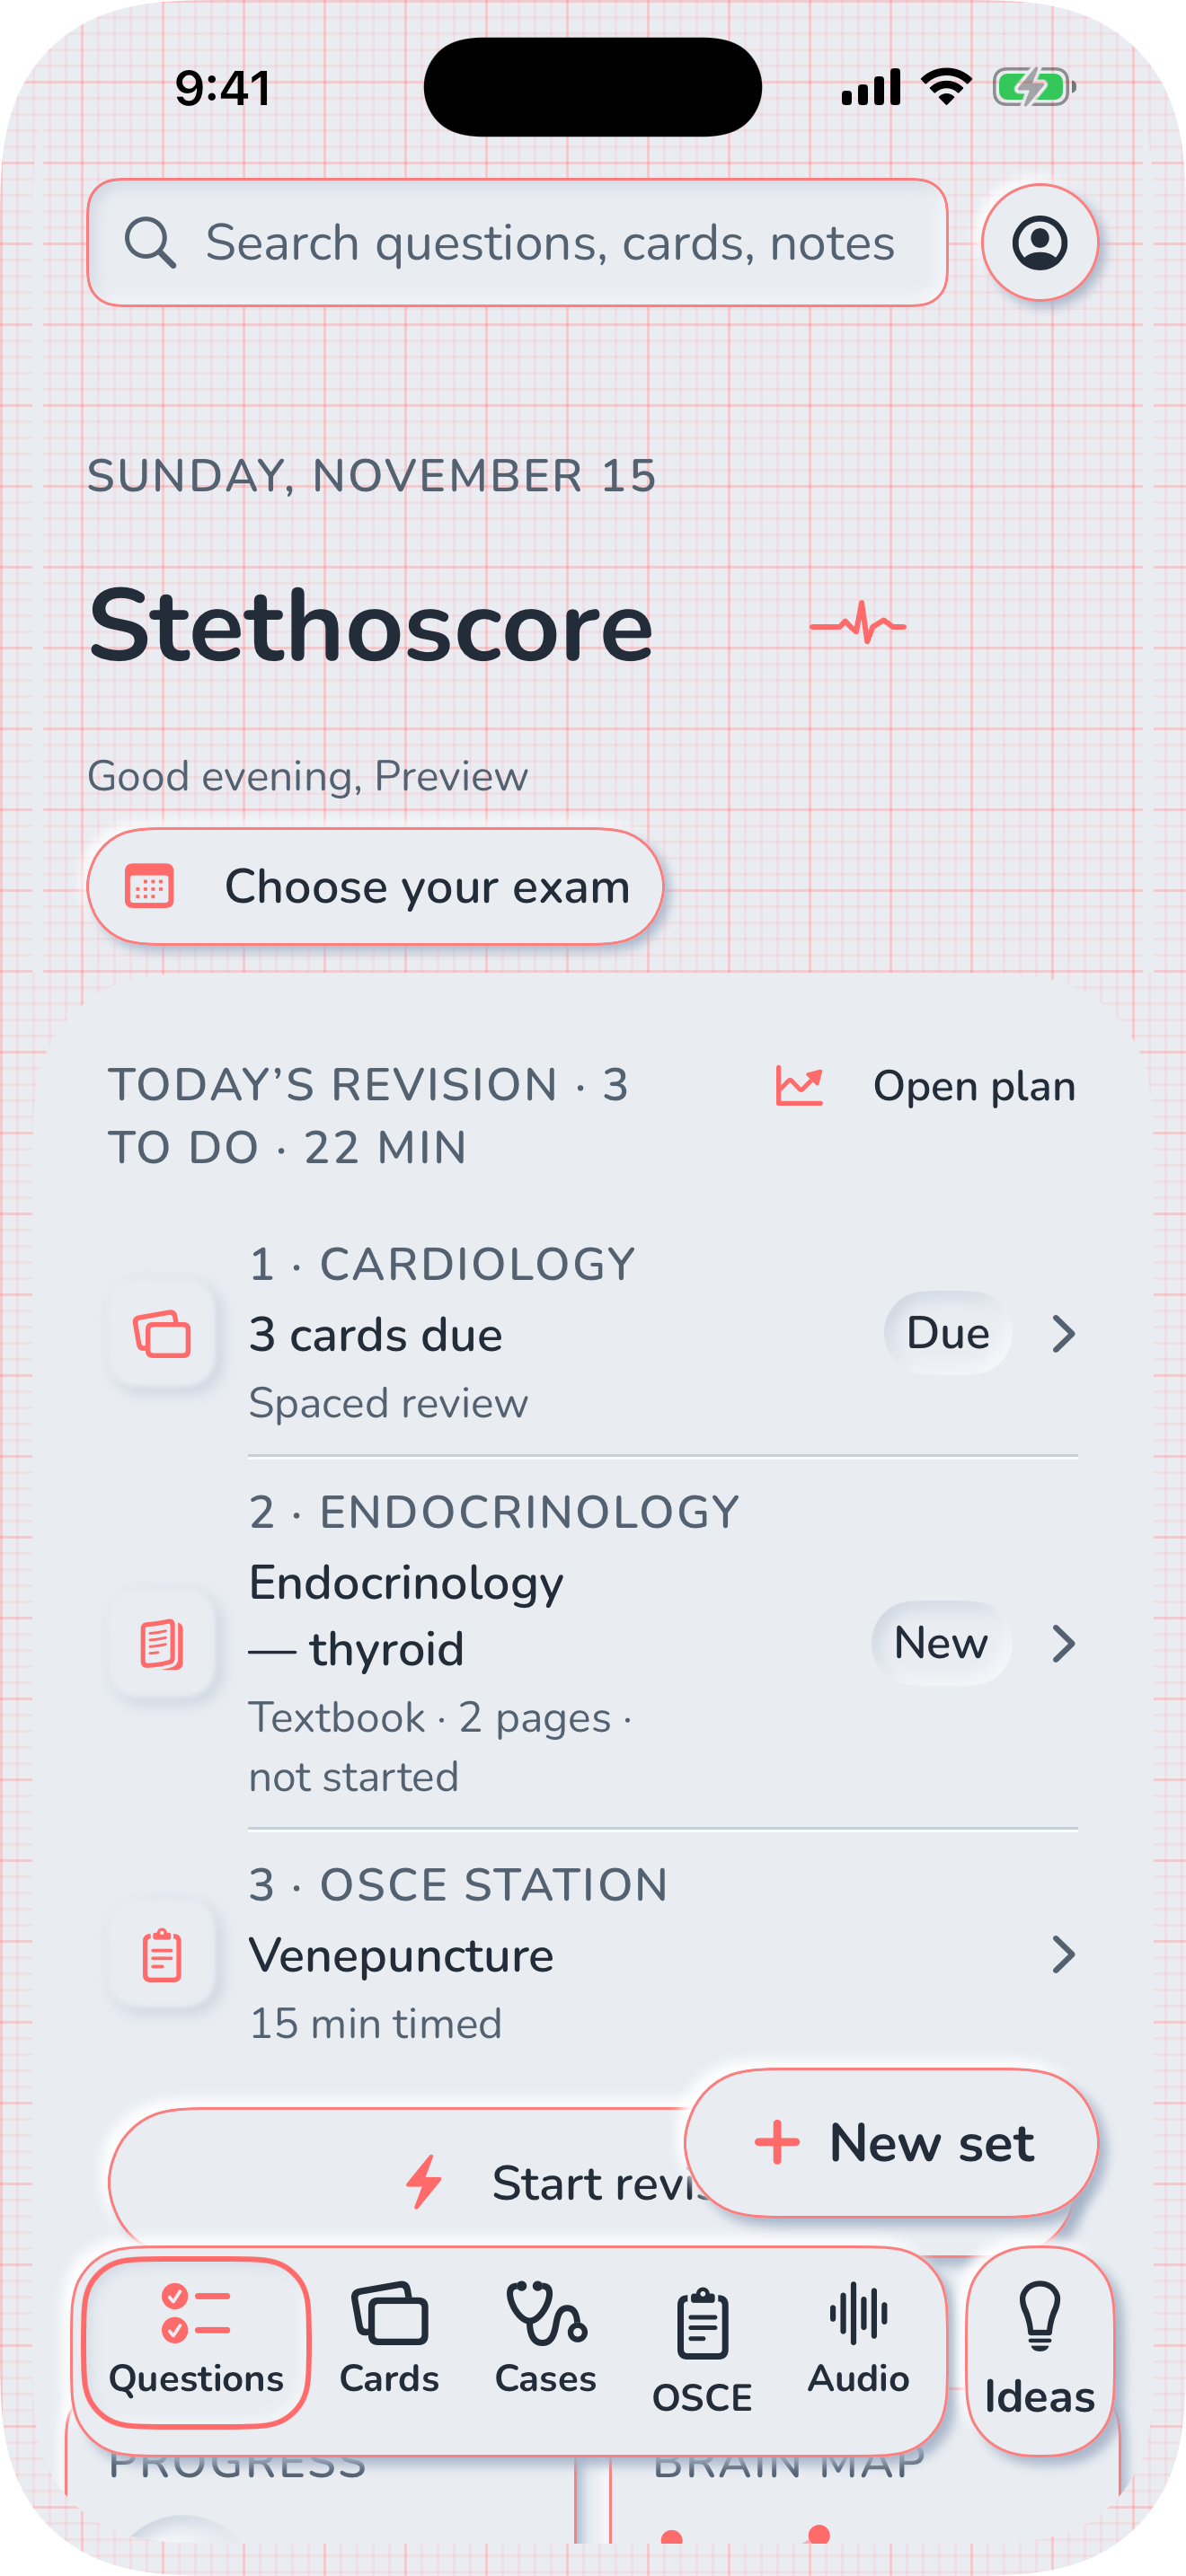 9:41
Search questions, cards, notes
SUNDAY, NOVEMBER 15
Stethoscore
Good evening, Preview
Choose your exam
TODAY’S REVISION · 3
TO DO · 22 MIN
Open plan
1 · CARDIOLOGY
3 cards due
Spaced review
Due
2 · ENDOCRINOLOGY
Endocrinology
— thyroid
Textbook · 2 pages ·
not started
New
3 · OSCE STATION
Venepuncture
15 min timed
New set
Start
Questions
Cards
Cases
OSCE
Audio
Ideas
PROGRESS
BRAIN MAP